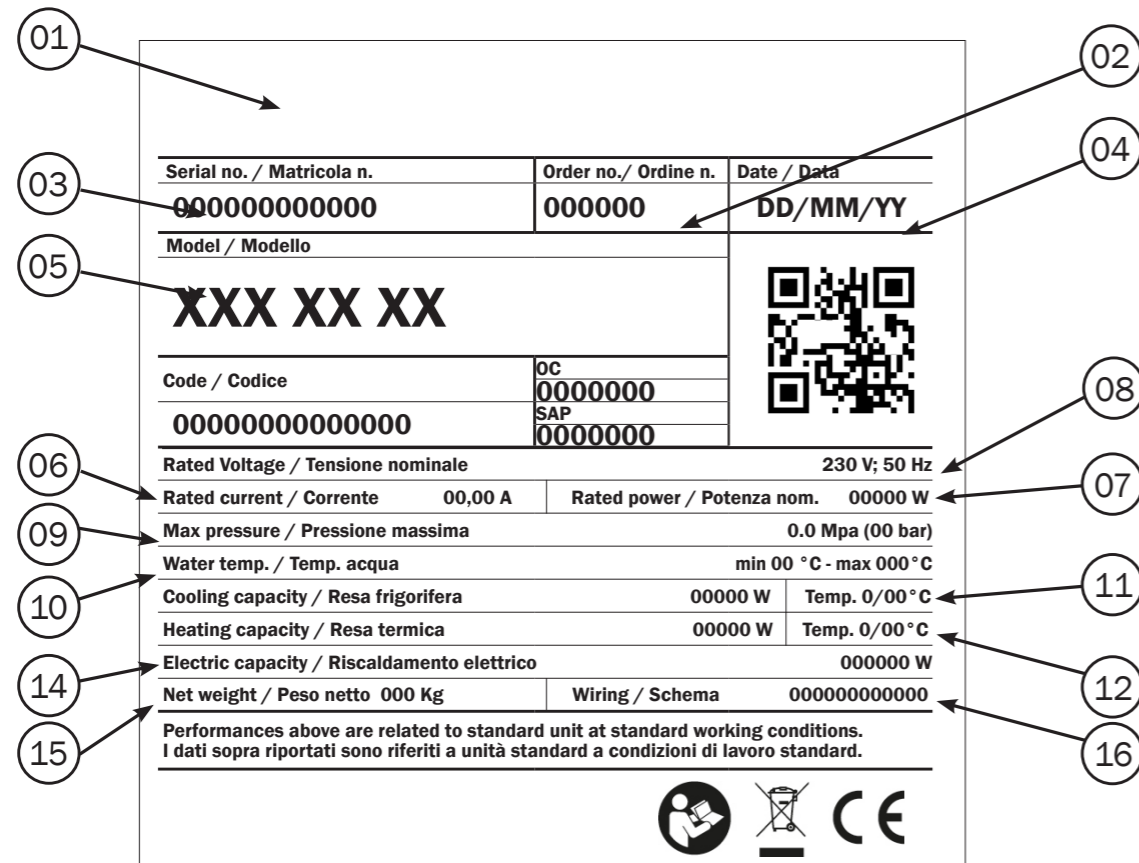 01
02
Serial no. / Matricola n. Order no./ Ordine n. Date / Data
04
03
000000000000 000000 DD/MM/YY
Model / Modello
05
XXX XX XX
Code / Codice OC
0000000
08
00000000000000 SAP
0000000
06
Rated Voltage / Tensione nominale 230 V; 50 Hz
07
Rated current / Corrente 00,00 A Rated power / Potenza nom. 00000 W
09
Max pressure / Pressione massima 0.0 Mpa (00 bar)
Water temp. / Temp. acqua min 00 °C - max 000°C
10
11
Cooling capacity / Resa frigorifera 00000 W Temp. 0/00°C
Heating capacity / Resa termica 00000 W Temp. 0/00°C
14
Electric capacity / Riscaldamento elettrico 000000 W
12
Net weight / Peso netto 000 Kg Wiring / Schema 000000000000
15
16
Performances above are related to standard unit at standard working conditions.
I dati sopra riportati sono riferiti a unità standard a condizioni di lavoro standard.
CE